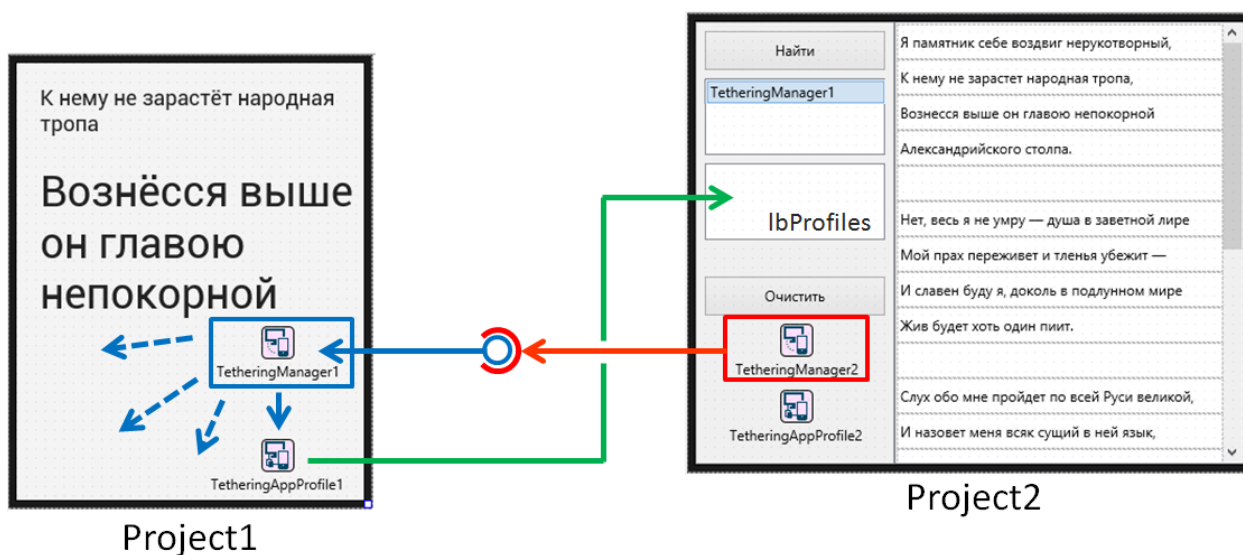 К нему не зарастёт народная
тропа
Вознёсся выше
он главою
непокорной
TetheringManager1
TetheringAppProfile1
Project1
Найти
TetheringManager1
lbProfiles
Очистить
TetheringManager2
TetheringAppProfile2
Я памятник себе воздвиг нерукотворный,
К нему не зарастет народная тропа,
Вознесся выше он главою непокорной
Александрийского столпа.
Нет, весь я не умру — душа в заветной лире
Мой прах переживет и тленья убежит —
И славен буду я, доколь в подлунном мире
Жив будет хоть один пиит.
Слух обо мне пройдет по всей Руси великой,
И назовет меня всяк сущий в ней язык,
Project2